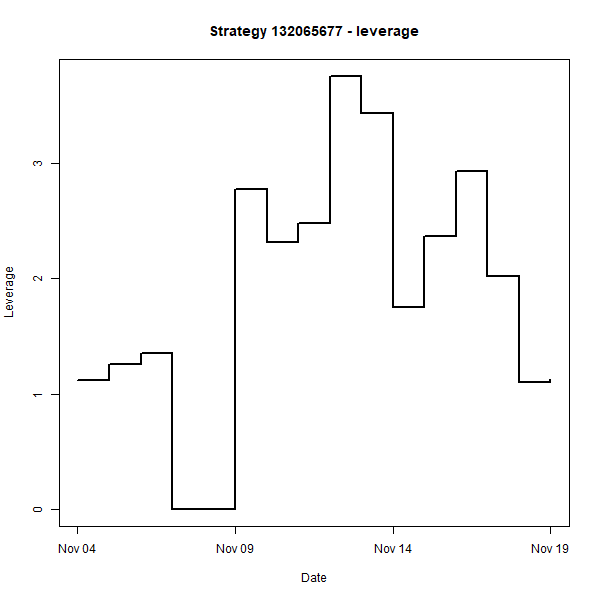 Strategy 132065677 - leverage
Leverage
3
2
1
0
Nov 04 Nov 09 Nov 14 Nov 19
Date